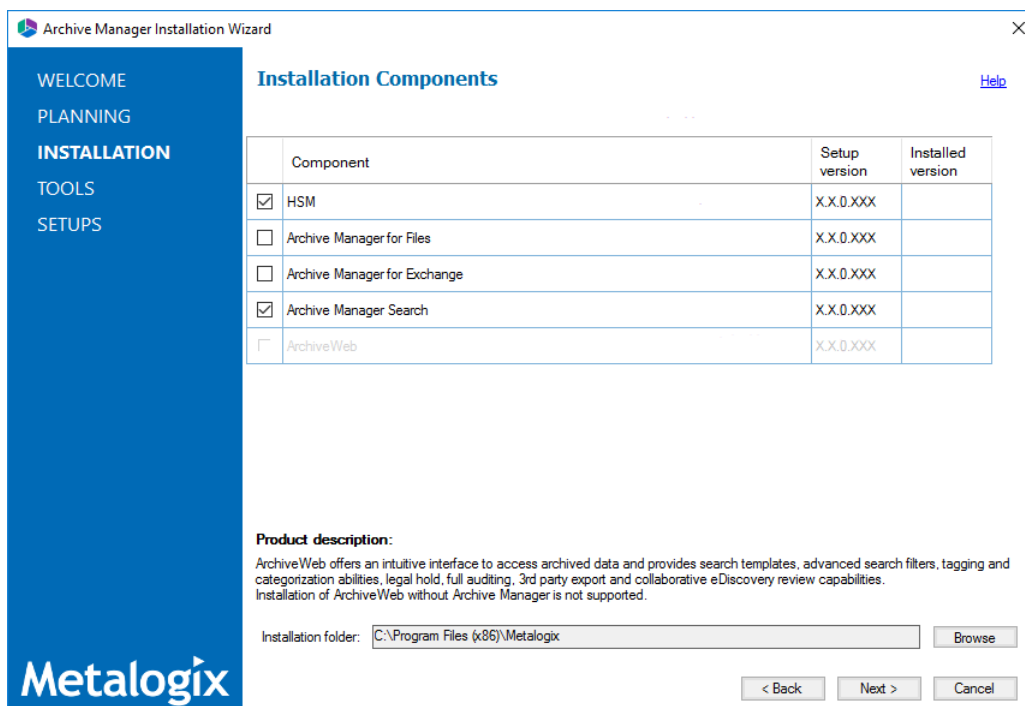 Archive Manager Installation Wizard
WELCOME
PLANNING
INSTALLATION
TOOLS
SETUPS
Metalogix
Installation Components
Help
Component Setup version Installed version
HSM X.X.0.XXX
Archive Manager for Files X.X.0.XXX
Archive Manager for Exchange X.X.0.XXX
Archive Manager Search X.X.0.XXX
ArchiveWeb X.X.0.XXX
Product description:
ArchiveWeb offers an intuitive interface to access archived data and provides search templates, advanced search filters, tagging and
categorization abilities, legal hold, full auditing, 3rd party export and collaborative eDiscovery review capabilities.
Installation of ArchiveWeb without Archive Manager is not supported.
Installation folder: C:\Program Files (x86)\Metalogix Browse
< Back Next > Cancel